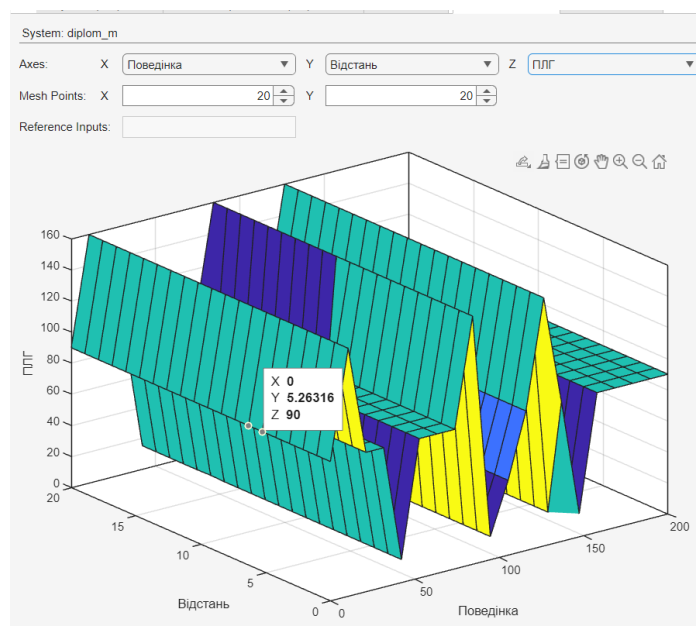 System: diplom_m
Axes: X Поведінка Y Відстань Z ПЛГ
Mesh Points: X 20 Y 20
Reference Inputs:
160
140
120
100
80
60
40
20
0
ПЛГ
X 0
Y 5.26316
Z 90
20
15
10
5
0
Відстань
0
50
100
150
200
Поведінка